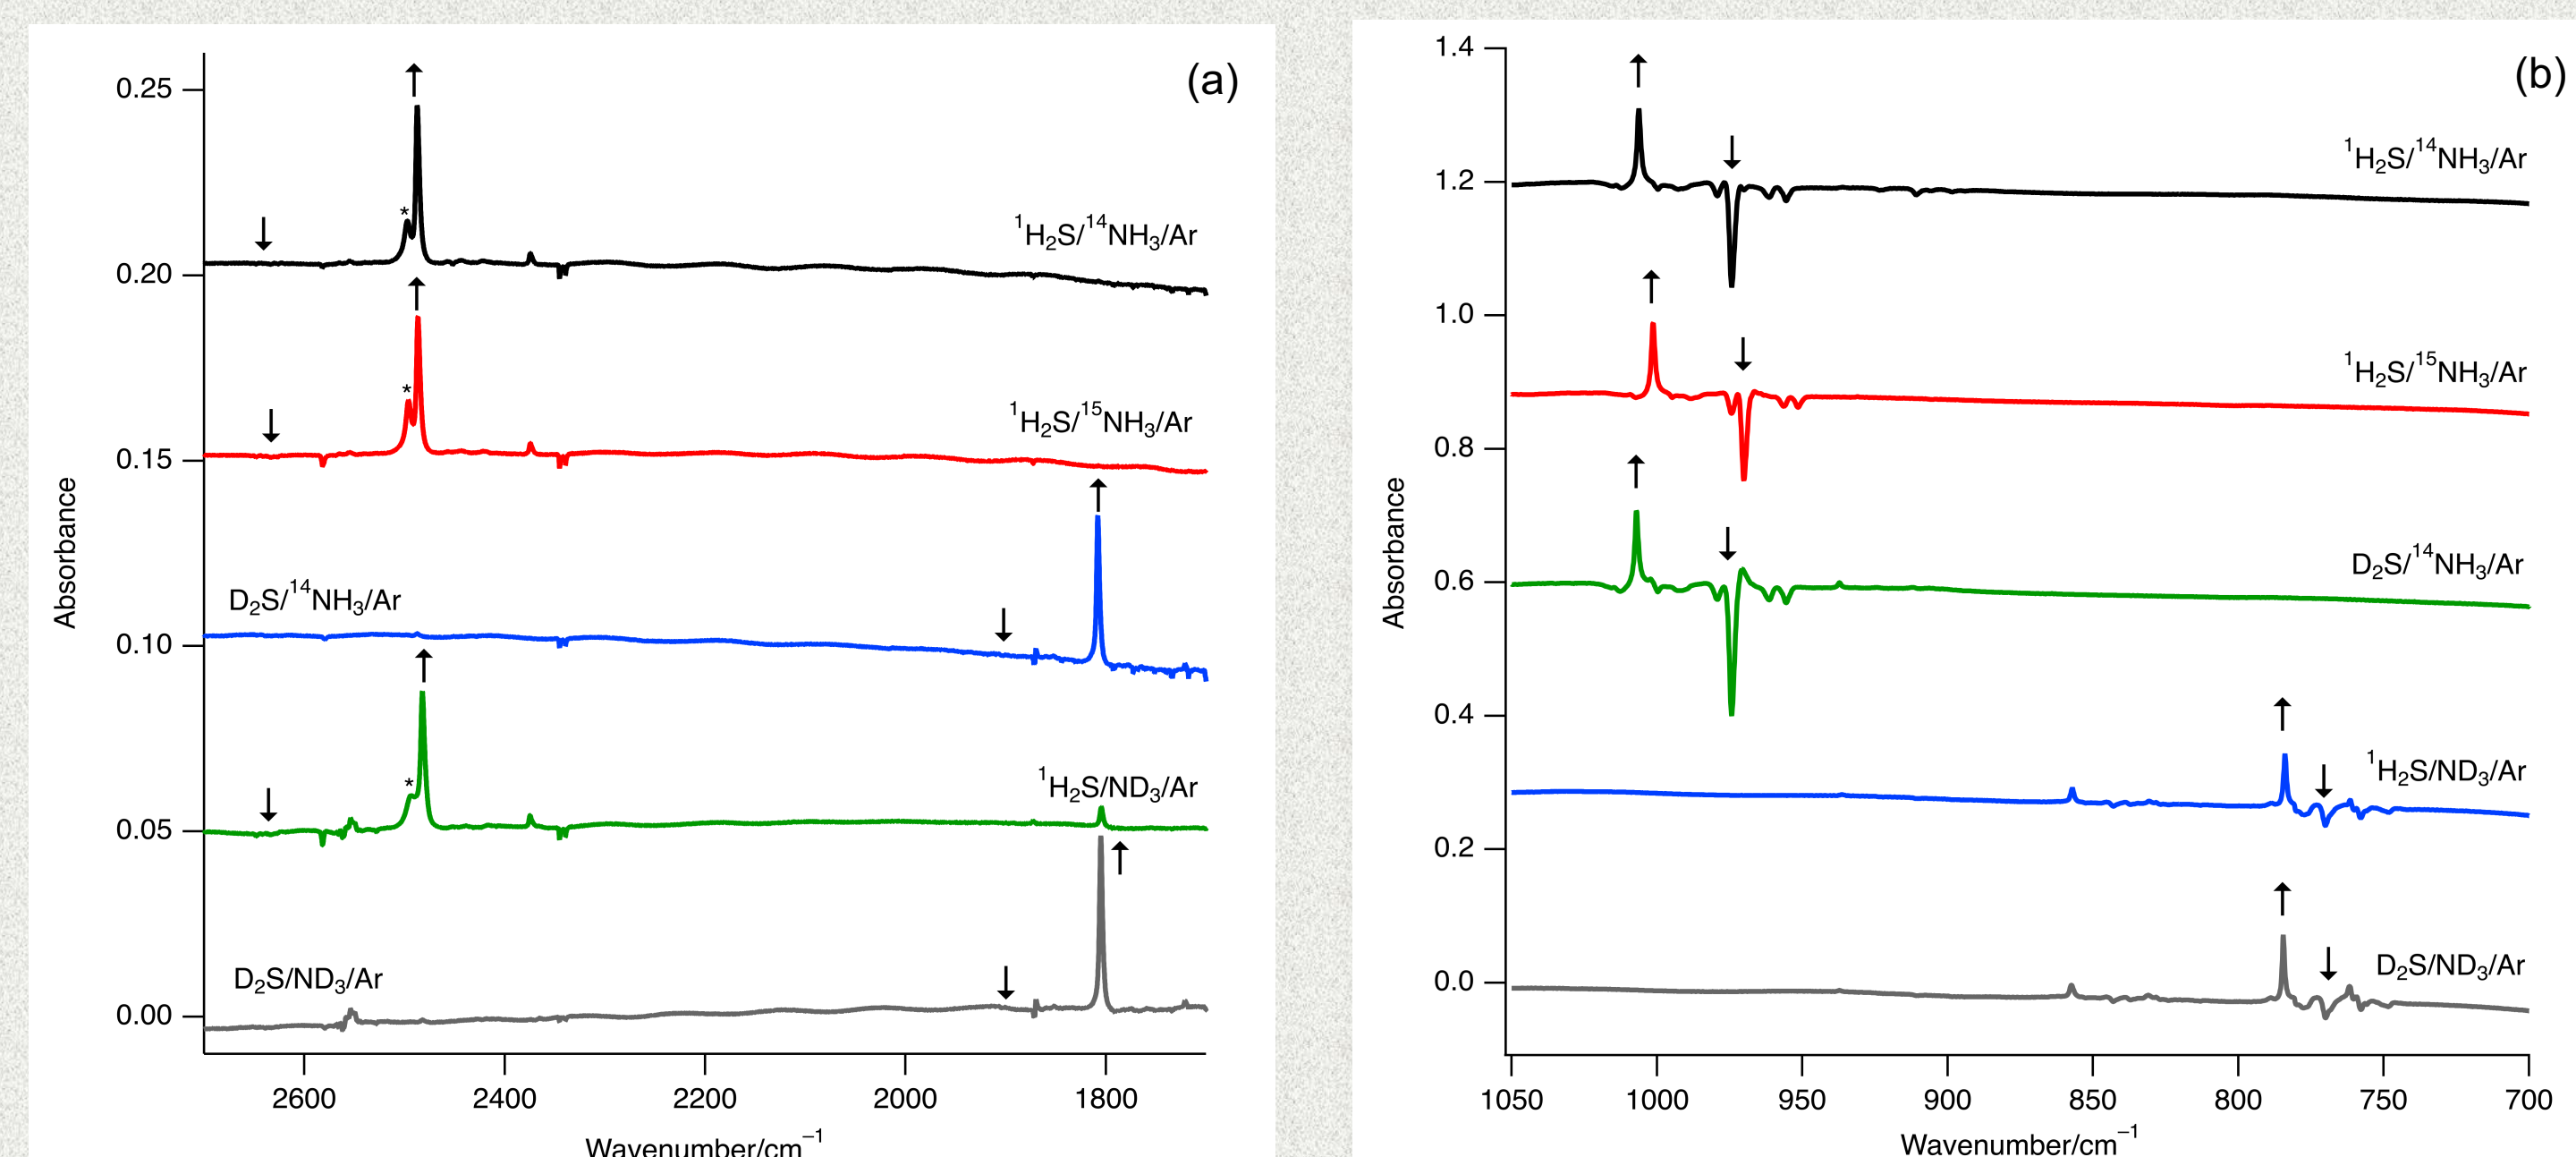 (a)
0.25
0.20
0.15
0.10
0.05
0.00
Absorbance
¹H₂S/¹⁴NH₃/Ar
*
¹H₂S/¹⁵NH₃/Ar
*
D₂S/¹⁴NH₃/Ar
¹H₂S/ND₃/Ar
*
D₂S/ND₃/Ar
2600 2400 2200 2000 1800
Wavenumber/cm⁻¹
(b)
1.4
1.2
1.0
0.8
0.6
0.4
0.2
0.0
Absorbance
¹H₂S/¹⁴NH₃/Ar
¹H₂S/¹⁵NH₃/Ar
D₂S/¹⁴NH₃/Ar
¹H₂S/ND₃/Ar
D₂S/ND₃/Ar
1050 1000 950 900 850 800 750 700
Wavenumber/cm⁻¹